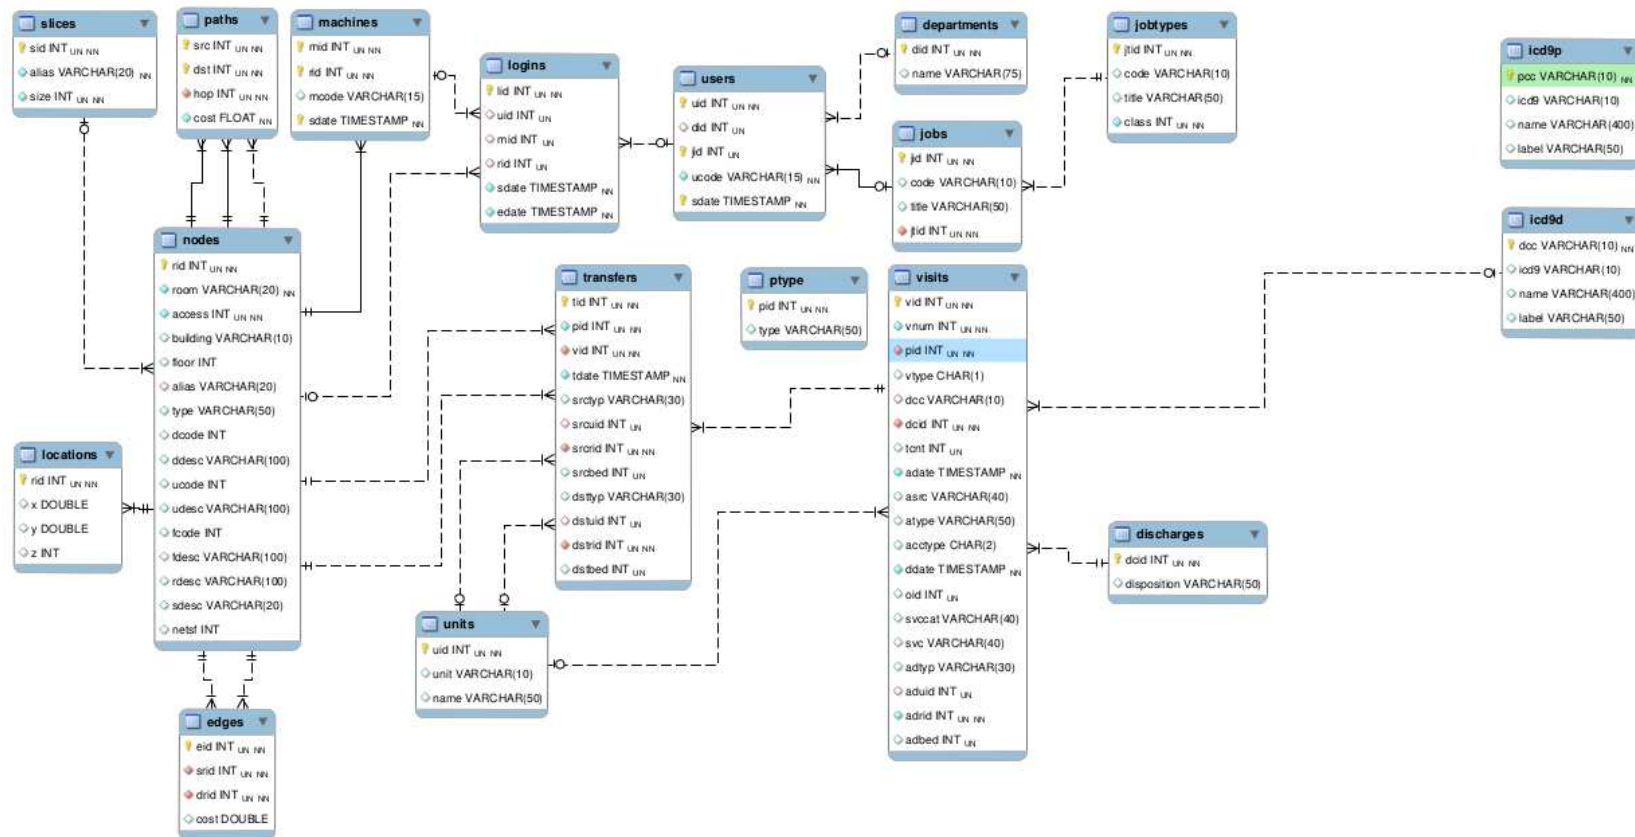 slices
sid INT UN NN
alias VARCHAR(20) NN
size INT UN NN
paths
src INT UN NN
dst INT UN NN
hop INT UN NN
cost FLOAT NN
machines
mid INT UN NN
rid INT UN NN
mcode VARCHAR(15)
sdate TIMESTAMP NN
logins
lid INT UN NN
uid INT UN
mid INT UN
rid INT UN
sdate TIMESTAMP NN
edate TIMESTAMP NN
users
uid INT UN NN
did INT UN
jid INT UN
ucode VARCHAR(15) NN
sdate TIMESTAMP NN
departments
did INT UN NN
name VARCHAR(75)
jobs
jid INT UN NN
code VARCHAR(10)
title VARCHAR(50)
jtid INT UN NN
jobtypes
jtid INT UN NN
code VARCHAR(10)
title VARCHAR(50)
class INT UN NN
icd9p
pcc VARCHAR(10) NN
icd9 VARCHAR(10)
name VARCHAR(400)
label VARCHAR(50)
icd9d
dcc VARCHAR(10) NN
icd9 VARCHAR(10)
name VARCHAR(400)
label VARCHAR(50)
nodes
rid INT UN NN
room VARCHAR(20) NN
access INT UN NN
building VARCHAR(10)
floor INT
alias VARCHAR(20)
type VARCHAR(50)
dcode INT
ddesc VARCHAR(100)
ucode INT
udesc VARCHAR(100)
fcode INT
fdesc VARCHAR(100)
rdesc VARCHAR(100)
sdesc VARCHAR(20)
netsf INT
locations
rid INT UN NN
x DOUBLE
y DOUBLE
z INT
transfers
tid INT UN NN
pid INT UN NN
vid INT UN NN
tdate TIMESTAMP NN
srctyp VARCHAR(30)
srcuid INT UN
srcrid INT UN NN
srcbed INT UN
dsttyp VARCHAR(30)
dstuid INT UN
dstrid INT UN NN
dstbed INT UN
ptype
pid INT UN NN
type VARCHAR(50)
visits
vid INT UN NN
vnum INT UN NN
pid INT UN NN
vtype CHAR(1)
dcc VARCHAR(10)
dcid INT UN NN
tcnt INT UN
adate TIMESTAMP NN
asrc VARCHAR(40)
atype VARCHAR(50)
acctype CHAR(2)
ddate TIMESTAMP NN
oid INT UN
svccat VARCHAR(40)
svc VARCHAR(40)
adtyp VARCHAR(30)
aduid INT UN
adrid INT UN NN
adbed INT UN
discharges
dcid INT UN NN
disposition VARCHAR(50)
units
uid INT UN NN
unit VARCHAR(10)
name VARCHAR(50)
edges
eid INT UN NN
srid INT UN NN
drid INT UN NN
cost DOUBLE